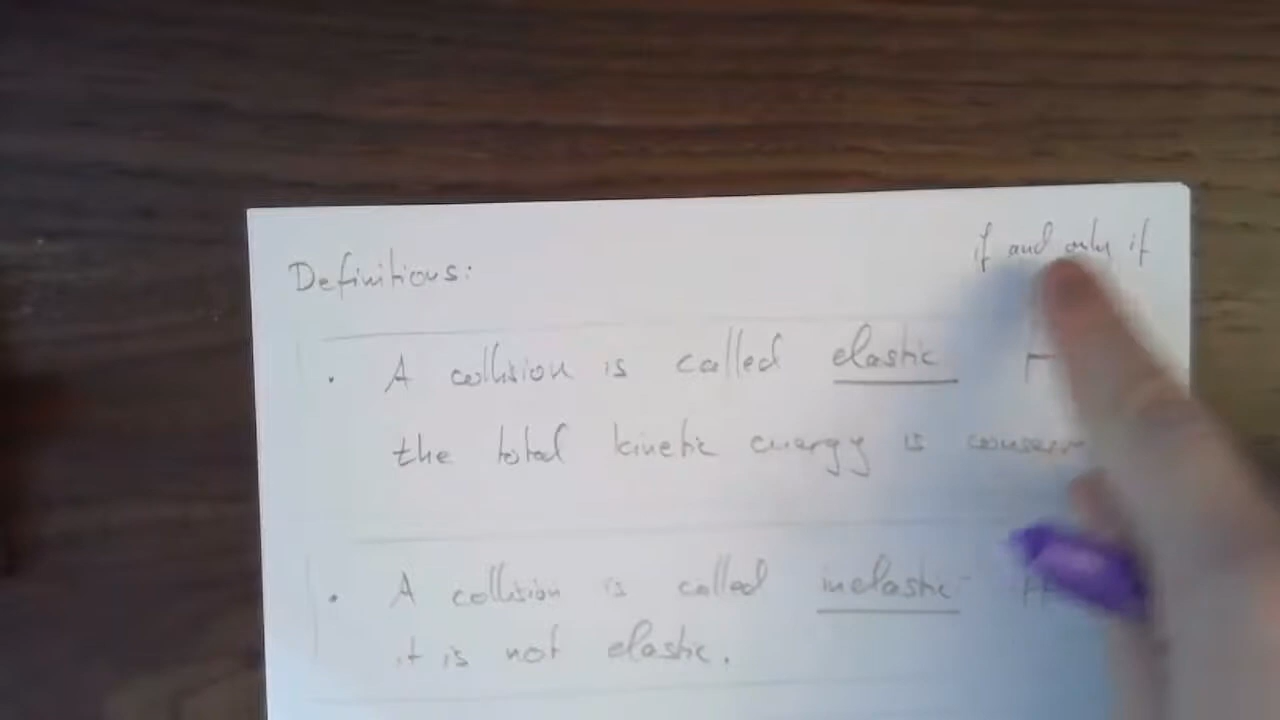 if and only if
Definitions:
· A collision is called elastic
the total kinetic energy is conser
· A collision is called inelastic
it is not elastic.